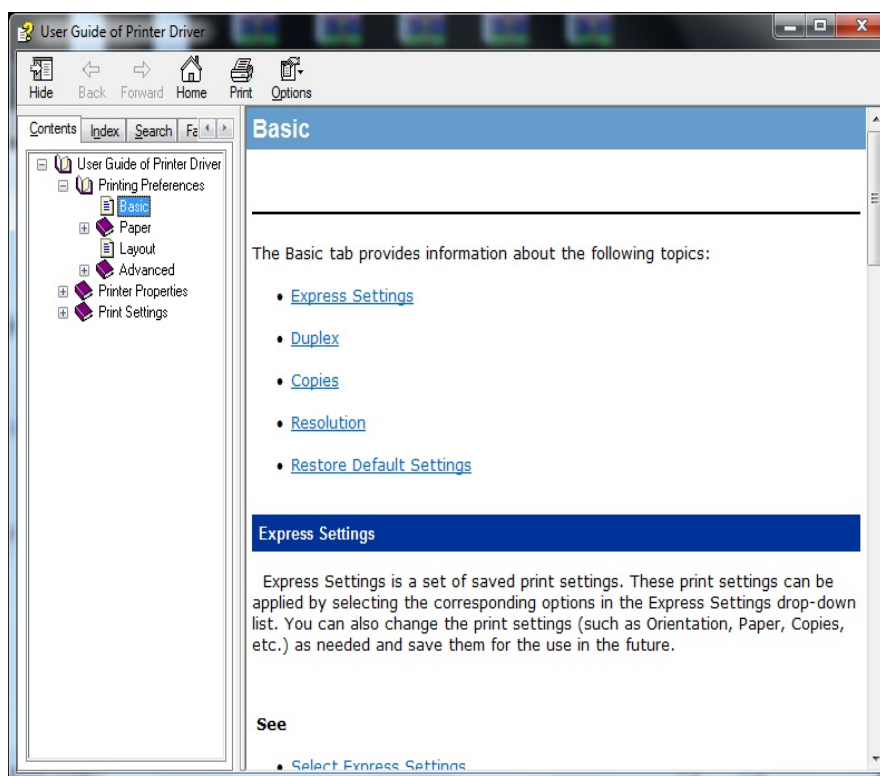 User Guide of Printer Driver
Hide Back Forward Home Print Options
Contents Index Search Fa
User Guide of Printer Driver
Printing Preferences
Basic
Paper
Layout
Advanced
Printer Properties
Print Settings
Basic
The Basic tab provides information about the following topics:
• Express Settings
• Duplex
• Copies
• Resolution
• Restore Default Settings
Express Settings
Express Settings is a set of saved print settings. These print settings can be
applied by selecting the corresponding options in the Express Settings drop-down
list. You can also change the print settings (such as Orientation, Paper, Copies,
etc.) as needed and save them for the use in the future.
See
• Select Express Settings